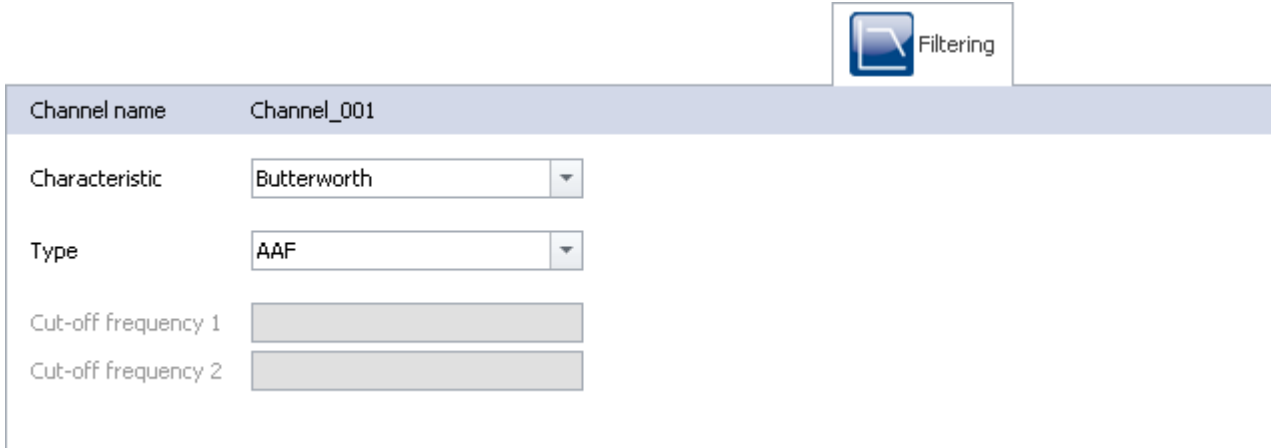 Filtering
Channel name Channel_001
Characteristic Butterworth
Type AAF
Cut-off frequency 1
Cut-off frequency 2